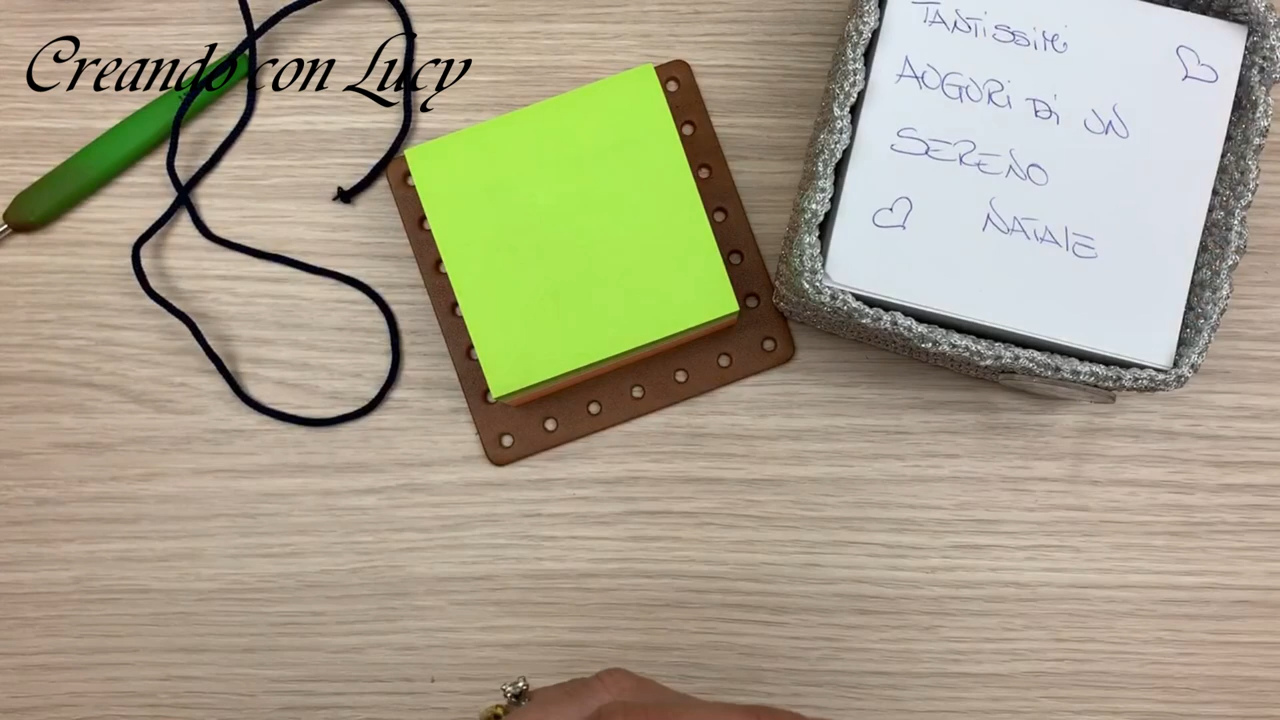 Creando con Lucy
TANTISSIMI
AUGURI DI UN
SERENO
NATALE